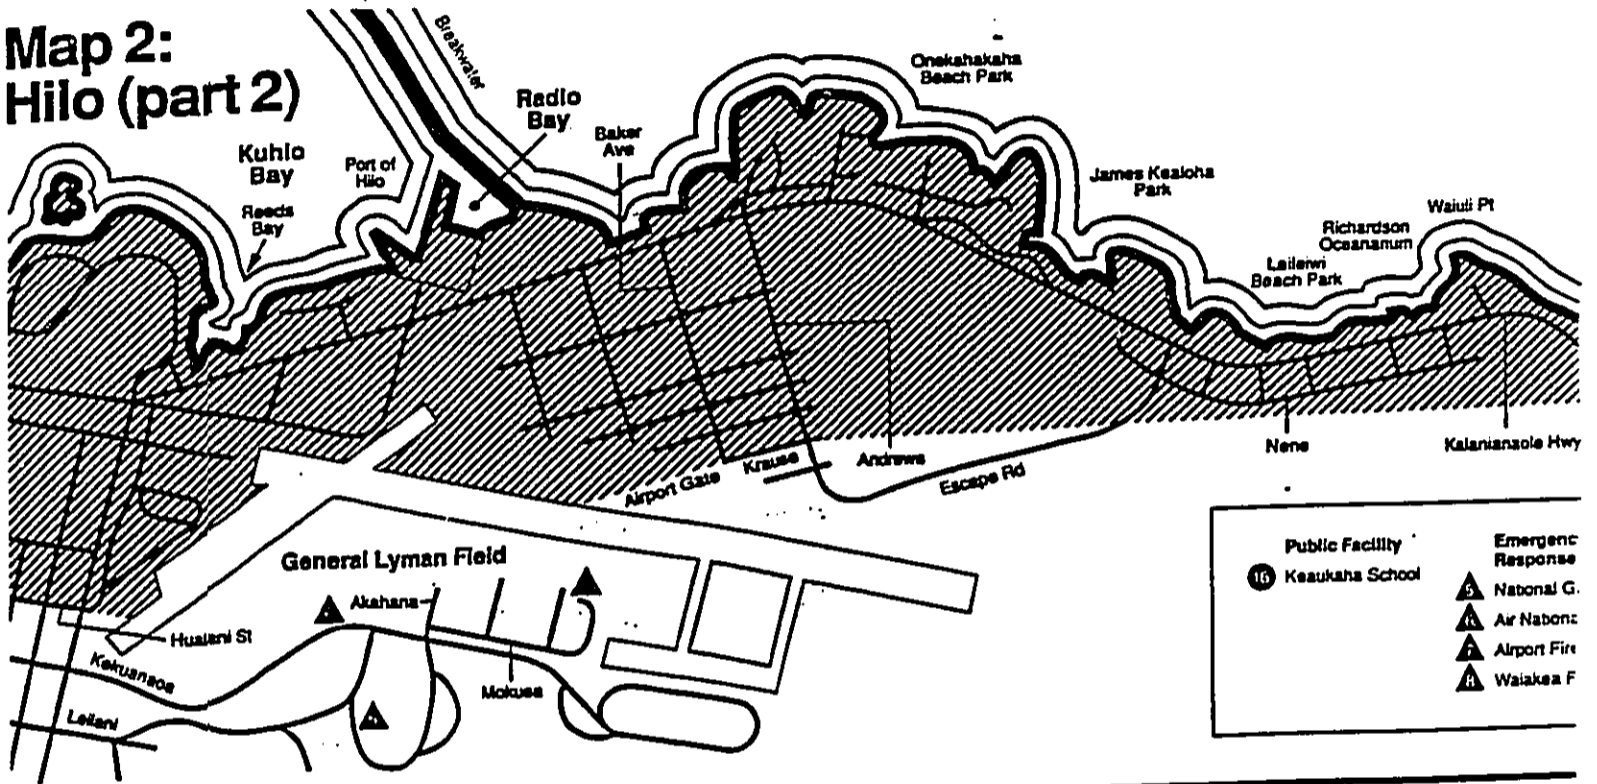 Map 2:
Hilo (part 2)
Breakwater
Onekahakaha
Beach Park
Radio
Bay
Baker
Ave
Kuhio
Bay
Port of
Hilo
Reeds
Bay
James Kealoha
Park
Waiuli Pt
Richardson
Oceanarium
Leileiwi
Beach Park
Nene
Kalanianaole Hwy
Airport Gate
Krause
Andrews
Escape Rd
General Lyman Field
Akahana
Hualani St
Kekuanaoa
Mokuea
Leilani
Public Facility
16 Keaukaha School
Emergenc
Response
National G.
Air Nation
Airport Fire
Waiakea F